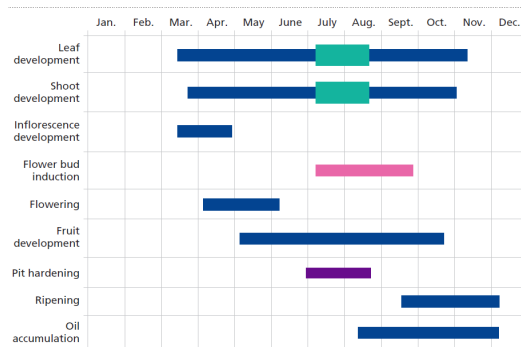 Jan. Feb. Mar. Apr. May June July Aug. Sept. Oct. Nov. Dec.
Leaf
development
Shoot
development
Inflorescence
development
Flower bud
induction
Flowering
Fruit
development
Pit hardening
Ripening
Oil
accumulation